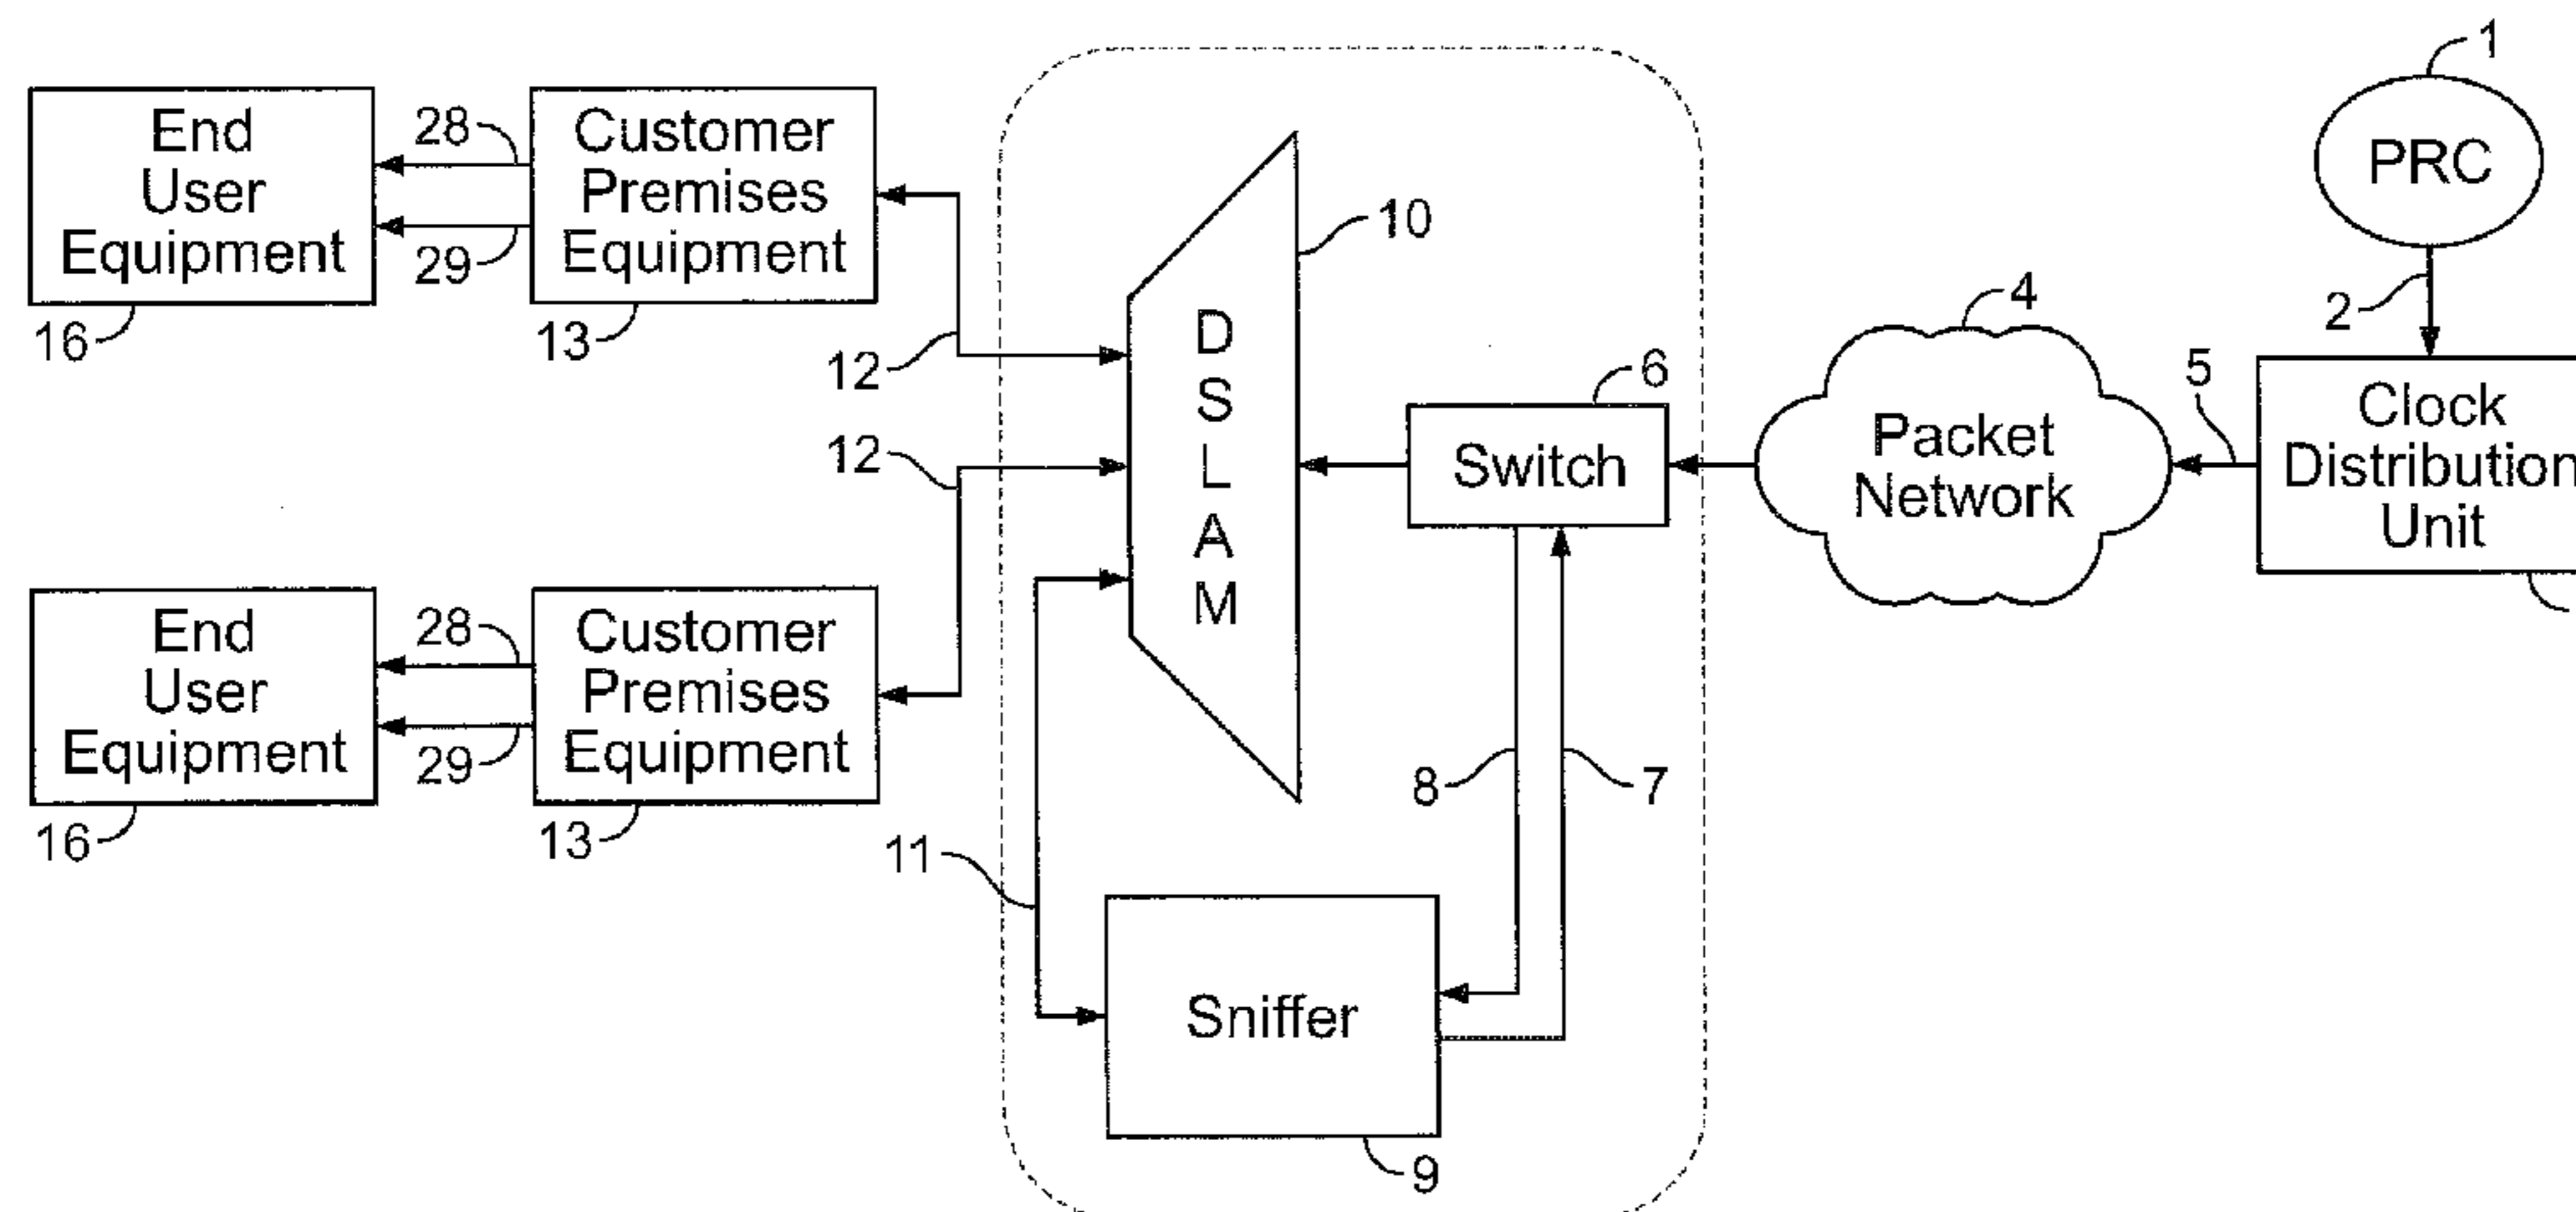 1
PRC
2
End
User
Equipment
16
28
29
Customer
Premises
Equipment
13
12
10
D
S
L
A
M
6
Switch
4
Packet
Network
5
Clock
Distribution
Unit
12
End
User
Equipment
16
28
29
Customer
Premises
Equipment
13
11
8
7
Sniffer
9